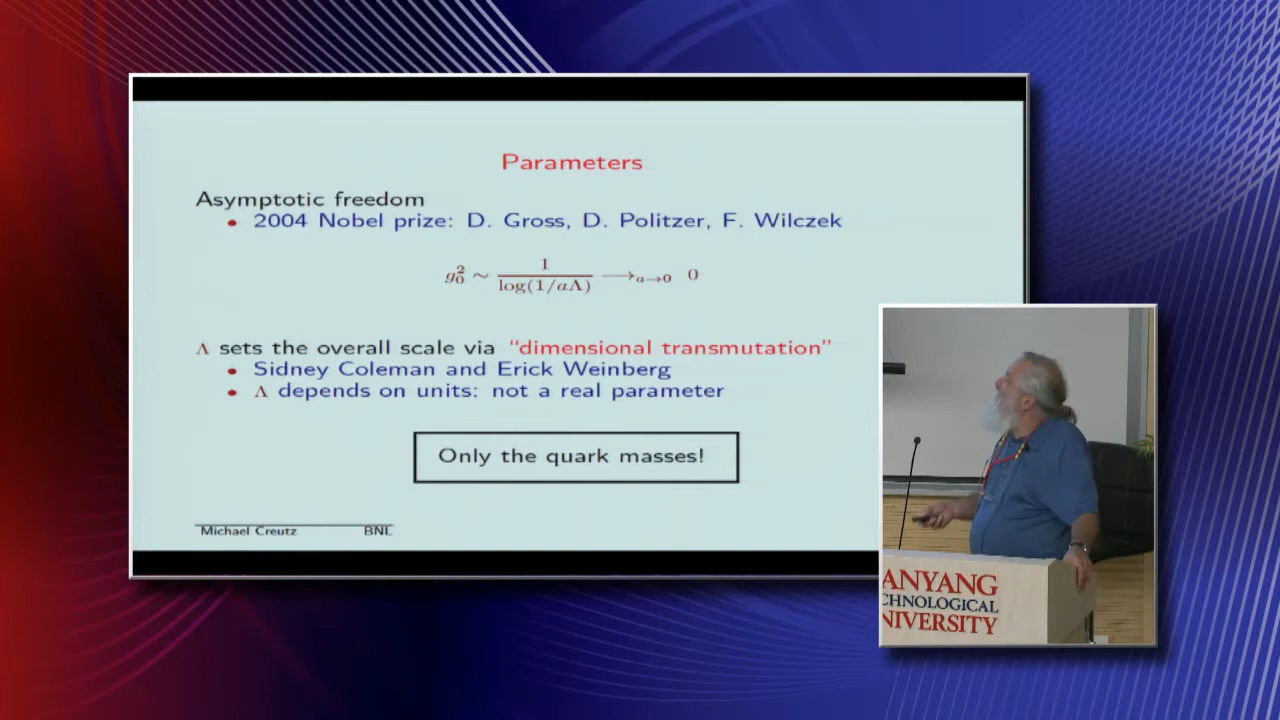 Parameters
Asymptotic freedom
• 2004 Nobel prize: D. Gross, D. Politzer, F. Wilczek
g₀² ∼ 1 / log(1/aΛ) ⟶ₐ→₀ 0
Λ sets the overall scale via "dimensional transmutation"
• Sidney Coleman and Erick Weinberg
• Λ depends on units: not a real parameter
Only the quark masses!
Michael Creutz BNL
ANYANG
CHNOLOGICAL
NIVERSITY